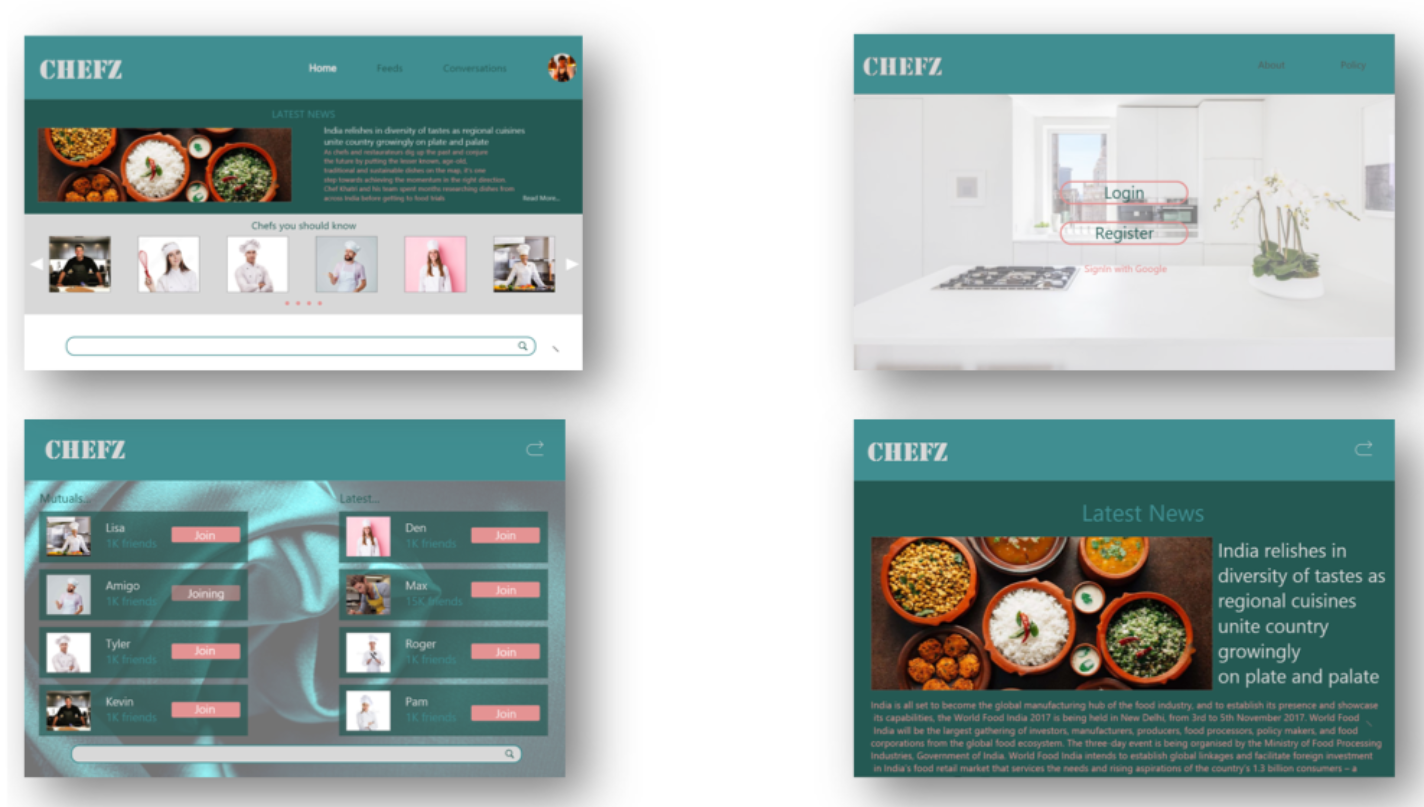 CHEFZ
Home
Feeds
Conversations
LATEST NEWS
India relishes in diversity of tastes as regional cuisines
unite country growingly on plate and palate
As chefs and restaurateurs dig up the past and conjure
the future by putting the lesser known, age-old,
traditional and sustainable dishes on the map, it's one
step towards achieving the momentum in the right direction.
Chef Khatri and his team spent months researching dishes from
across India before getting to food trials
Read More...
Chefs you should know
CHEFZ
About
Policy
Login
Register
SignIn with Google
CHEFZ
Mutuals...
Lisa
1K friends
Join
Amigo
1K friends
Joining
Tyler
1K friends
Join
Kevin
1K friends
Join
Latest...
Den
1K friends
Join
Max
15K friends
Join
Roger
1K friends
Join
Pam
1K friends
Join
CHEFZ
Latest News
India relishes in
diversity of tastes as
regional cuisines
unite country
growingly
on plate and palate
India is all set to become the global manufacturing hub of the food industry, and to establish its presence and showcase
its capabilities, the World Food India 2017 is being held in New Delhi, from 3rd to 5th November 2017. World Food
India will be the largest gathering of investors, manufacturers, producers, food processors, policy makers, and food
corporations from the global food ecosystem. The three-day event is being organised by the Ministry of Food Processing
Industries, Government of India. World Food India intends to establish global linkages and facilitate foreign investment
in India's food retail market that services the needs and rising aspirations of the country's 1.3 billion consumers – a